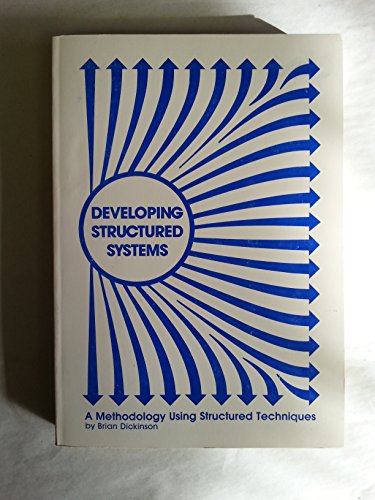 DEVELOPING
STRUCTURED
SYSTEMS
A Methodology Using Structured Techniques
by Brian Dickinson